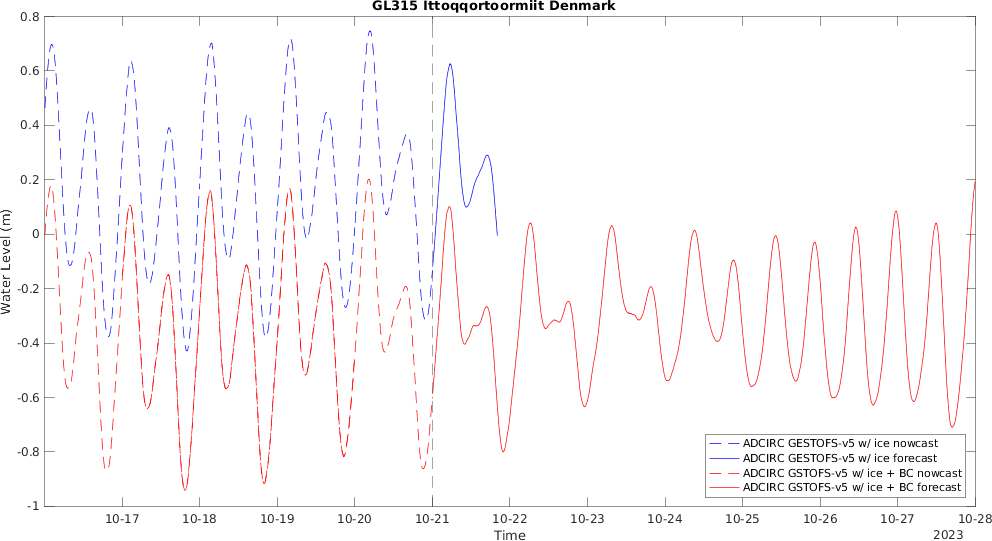 GL315 Ittoqqortoormiit Denmark
0.8
0.6
0.4
0.2
0
-0.2
-0.4
-0.6
-0.8
-1
Water Level (m)
ADCIRC GESTOFS-v5 w/ ice nowcast
ADCIRC GESTOFS-v5 w/ ice forecast
ADCIRC GSTOFS-v5 w/ ice + BC nowcast
ADCIRC GSTOFS-v5 w/ ice + BC forecast
10-17 10-18 10-19 10-20 10-21 10-22 10-23 10-24 10-25 10-26 10-27 10-28
Time
2023